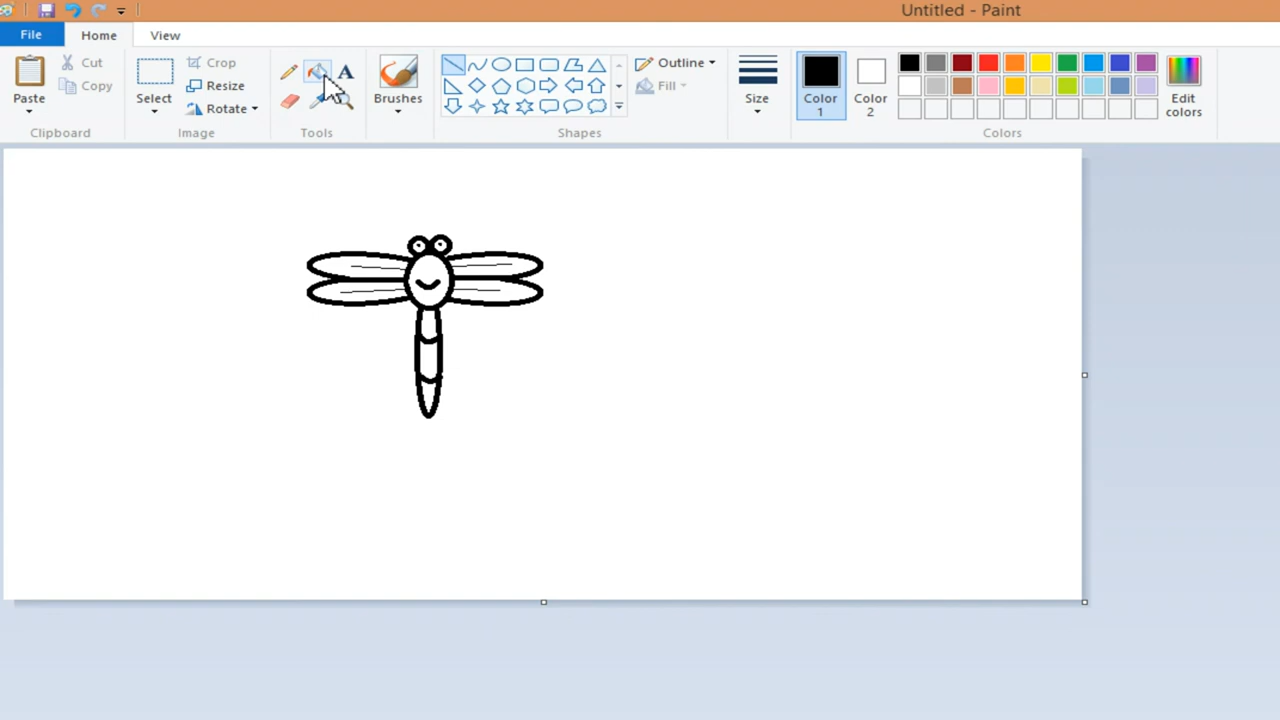 Untitled - Paint
File
Home
View
Paste
Cut
Copy
Clipboard
Select
Crop
Resize
Rotate
Image
A
Tools
Brushes
Outline
Fill
Shapes
Size
Color
1
Color
2
Edit
colors
Colors